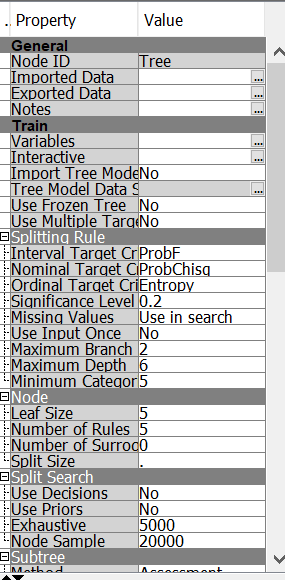 . Property Value
General
Node ID Tree
Imported Data ...
Exported Data ...
Notes ...
Train
Variables ...
Interactive ...
Import Tree Mode No
Tree Model Data S ...
Use Frozen Tree No
Use Multiple Targe No
Splitting Rule
Interval Target Cr ProbF
Nominal Target C ProbChisq
Ordinal Target Cri Entropy
Significance Level 0.2
Missing Values Use in search
Use Input Once No
Maximum Branch 2
Maximum Depth 6
Minimum Categor 5
Node
Leaf Size 5
Number of Rules 5
Number of Surroc 0
Split Size .
Split Search
Use Decisions No
Use Priors No
Exhaustive 5000
Node Sample 20000
Subtree
Method Assessment